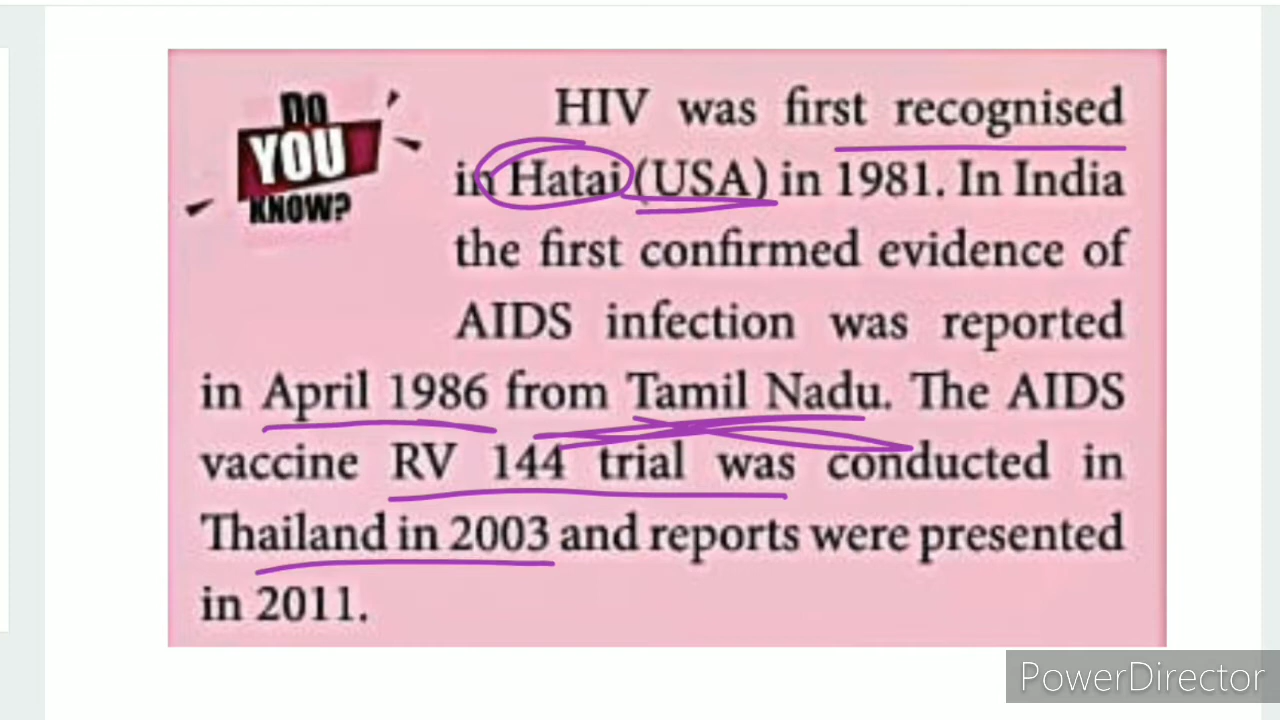 DO
YOU
KNOW?
HIV was first recognised
in Hatai (USA) in 1981. In India
the first confirmed evidence of
AIDS infection was reported
in April 1986 from Tamil Nadu. The AIDS
vaccine RV 144 trial was conducted in
Thailand in 2003 and reports were presented
in 2011.
PowerDirector